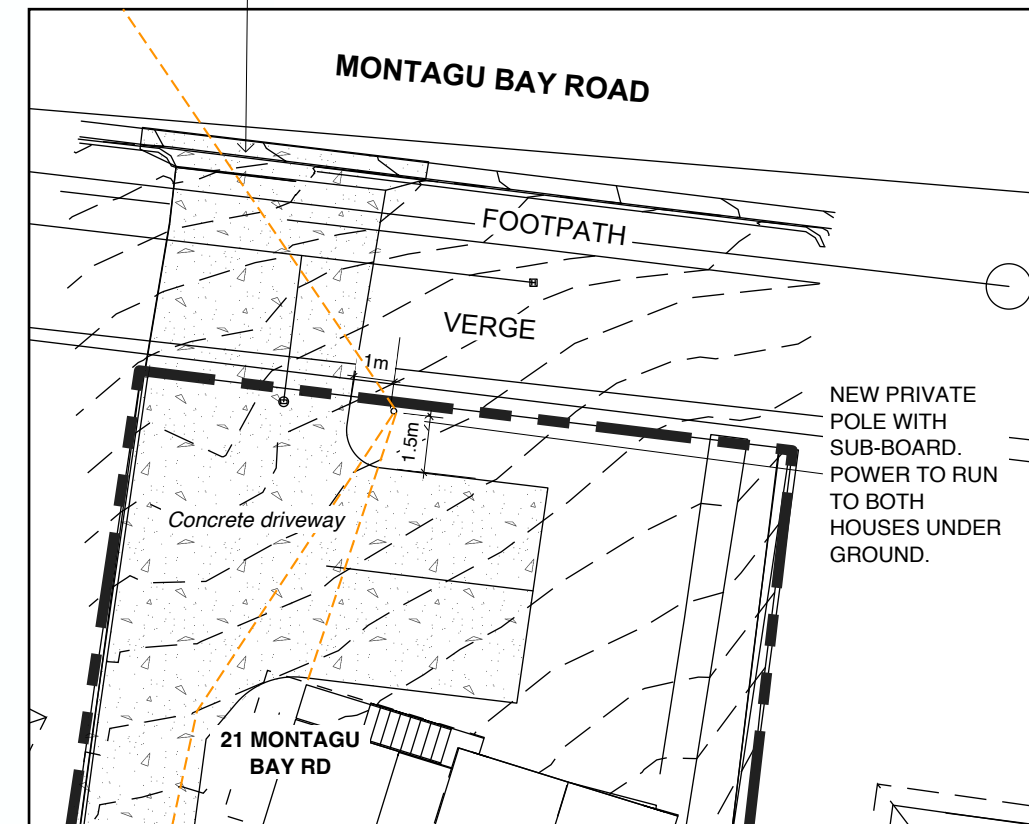 MONTAGU BAY ROAD
FOOTPATH
VERGE
1m
1.5m
NEW PRIVATE
POLE WITH
SUB-BOARD.
POWER TO RUN
TO BOTH
HOUSES UNDER
GROUND.
Concrete driveway
21 MONTAGU
BAY RD